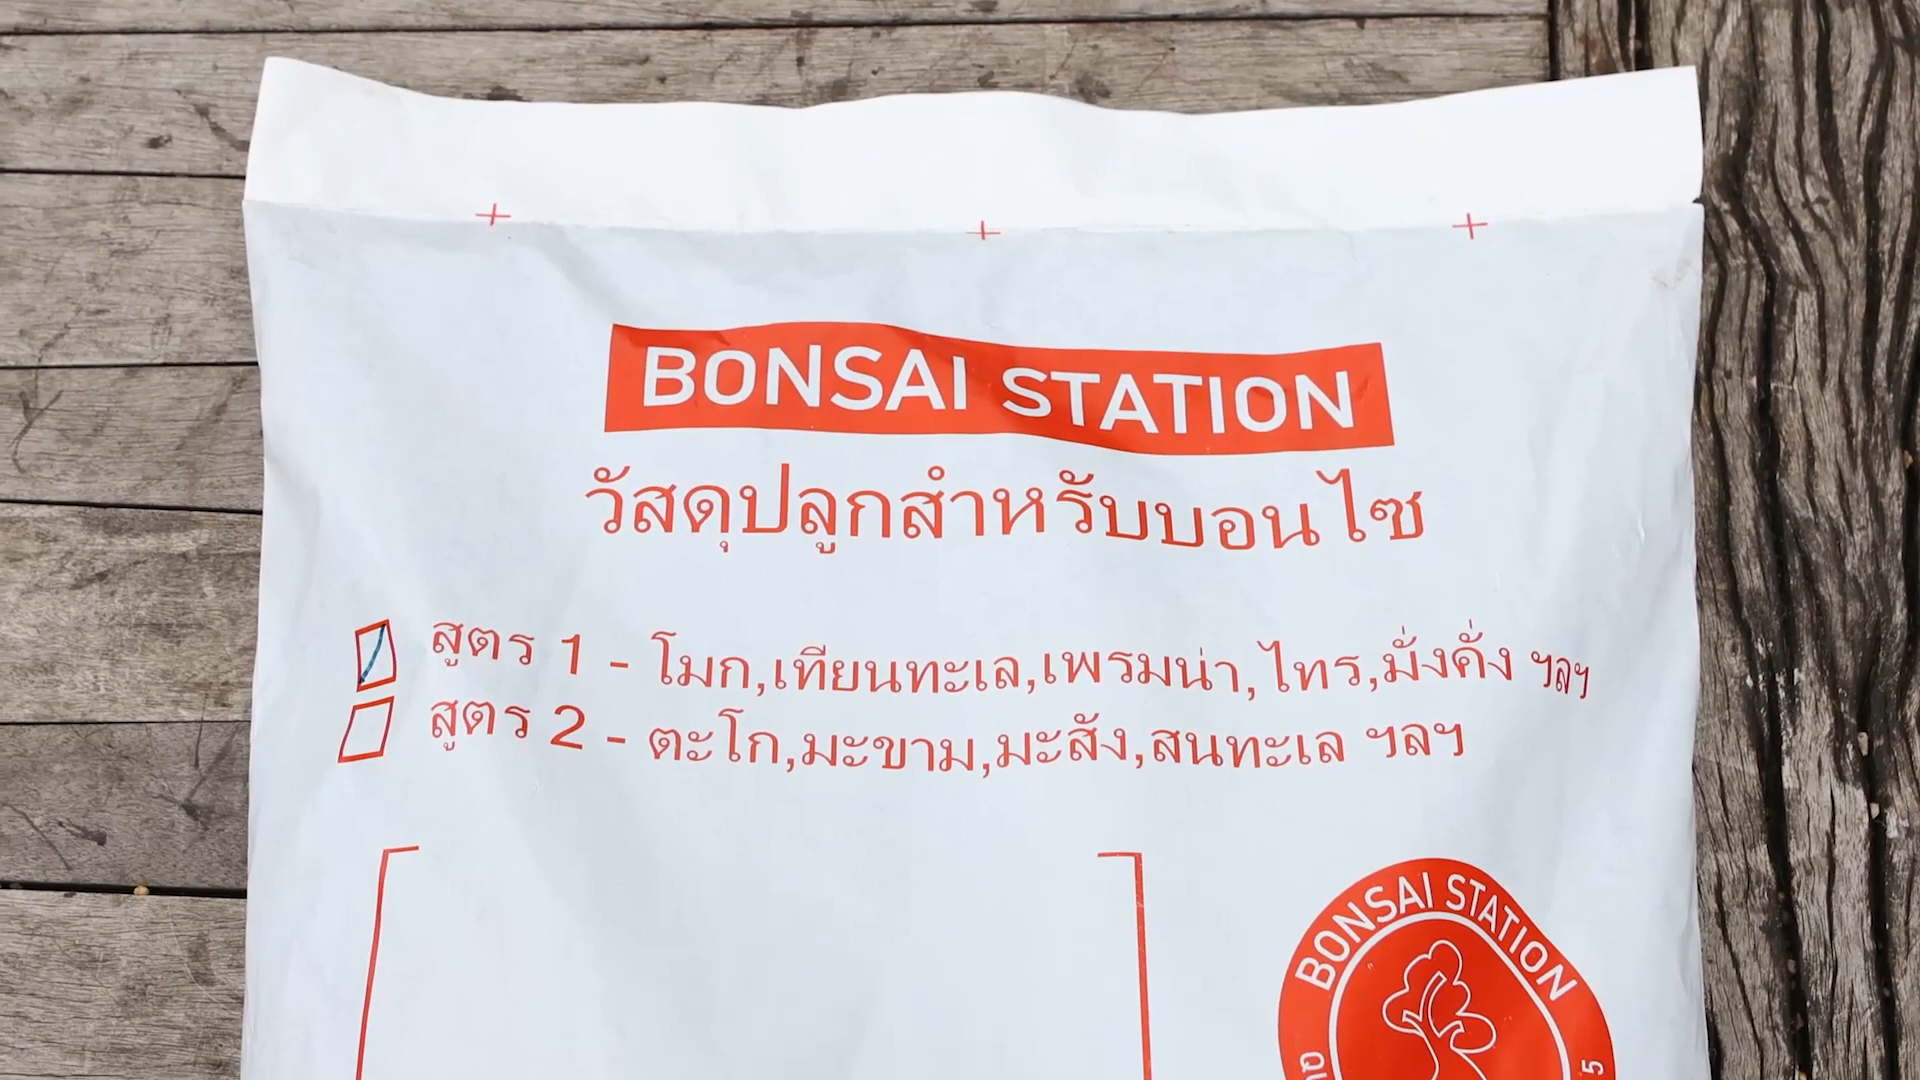 BONSAI STATION
วัสดุปลูกสำหรับบอนไซ
สูตร 1 - โมก,เทียนทะเล,เพรมน่า,ไทร,มั่งคั่ง ฯลฯ
สูตร 2 - ตะโก,มะขาม,มะสัง,สนทะเล ฯลฯ
BONSAI STATION